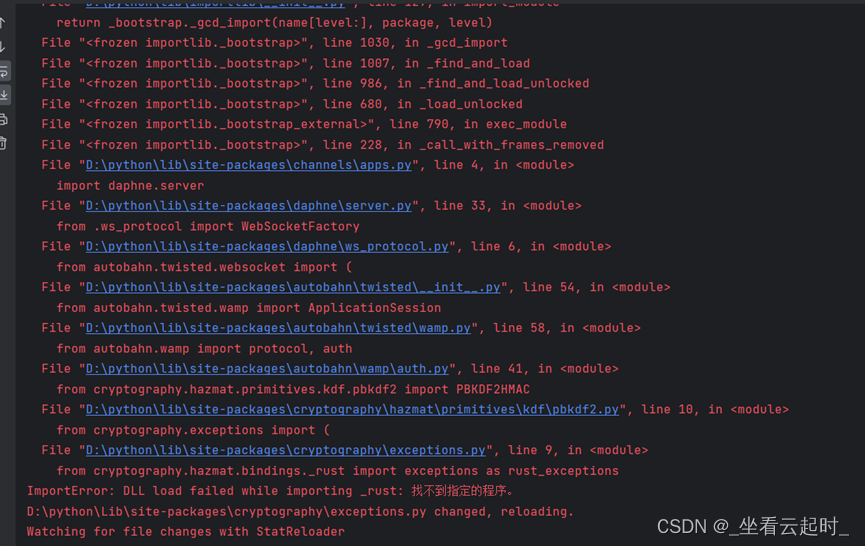 File "D:\python\lib\importlib\__init__.py", line 127, in import_module
return _bootstrap._gcd_import(name[level:], package, level)
File "<frozen importlib._bootstrap>", line 1030, in _gcd_import
File "<frozen importlib._bootstrap>", line 1007, in _find_and_load
File "<frozen importlib._bootstrap>", line 986, in _find_and_load_unlocked
File "<frozen importlib._bootstrap>", line 680, in _load_unlocked
File "<frozen importlib._bootstrap_external>", line 790, in exec_module
File "<frozen importlib._bootstrap>", line 228, in _call_with_frames_removed
File "D:\python\lib\site-packages\channels\apps.py", line 4, in <module>
import daphne.server
File "D:\python\lib\site-packages\daphne\server.py", line 33, in <module>
from .ws_protocol import WebSocketFactory
File "D:\python\lib\site-packages\daphne\ws_protocol.py", line 6, in <module>
from autobahn.twisted.websocket import (
File "D:\python\lib\site-packages\autobahn\twisted\__init__.py", line 54, in <module>
from autobahn.twisted.wamp import ApplicationSession
File "D:\python\lib\site-packages\autobahn\twisted\wamp.py", line 58, in <module>
from autobahn.wamp import protocol, auth
File "D:\python\lib\site-packages\autobahn\wamp\auth.py", line 41, in <module>
from cryptography.hazmat.primitives.kdf.pbkdf2 import PBKDF2HMAC
File "D:\python\lib\site-packages\cryptography\hazmat\primitives\kdf\pbkdf2.py", line 10, in <module>
from cryptography.exceptions import (
File "D:\python\lib\site-packages\cryptography\exceptions.py", line 9, in <module>
from cryptography.hazmat.bindings._rust import exceptions as rust_exceptions
ImportError: DLL load failed while importing _rust: 找不到指定的程序。
D:\python\Lib\site-packages\cryptography\exceptions.py changed, reloading.
Watching for file changes with StatReloader
CSDN @_坐看云起时_